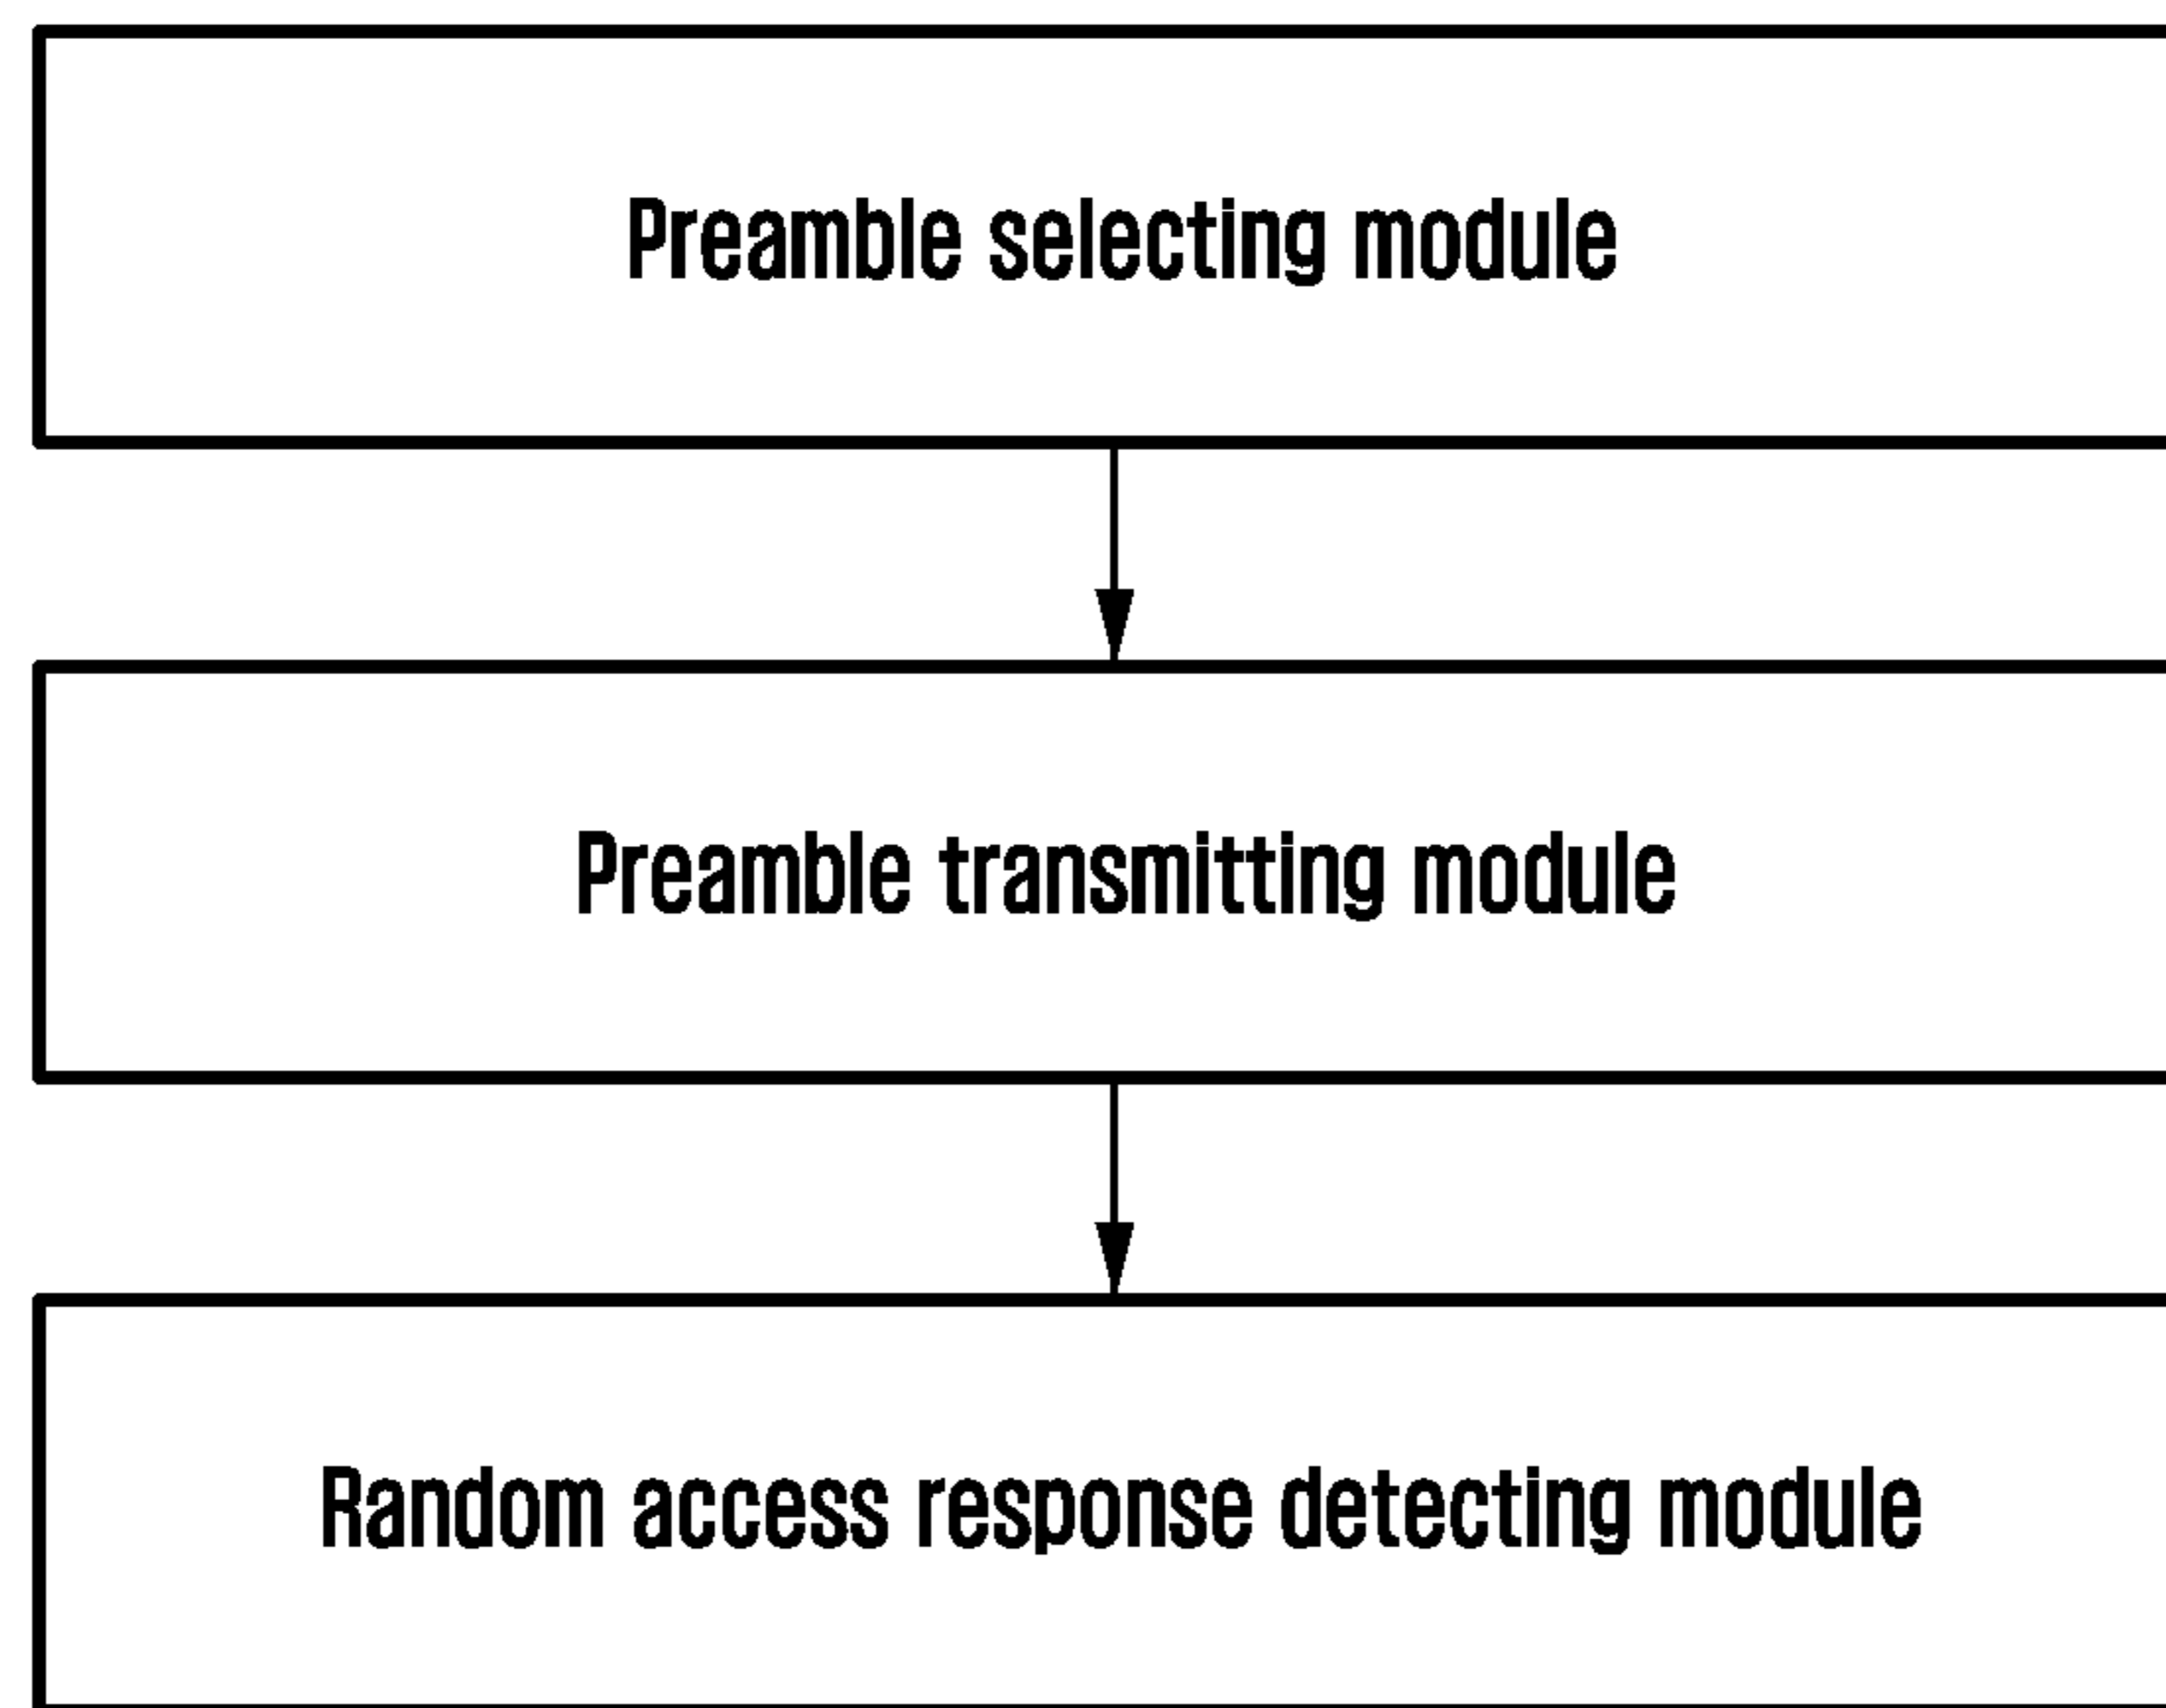 Preamble selecting module
Preamble transmitting module
Random access response detecting module